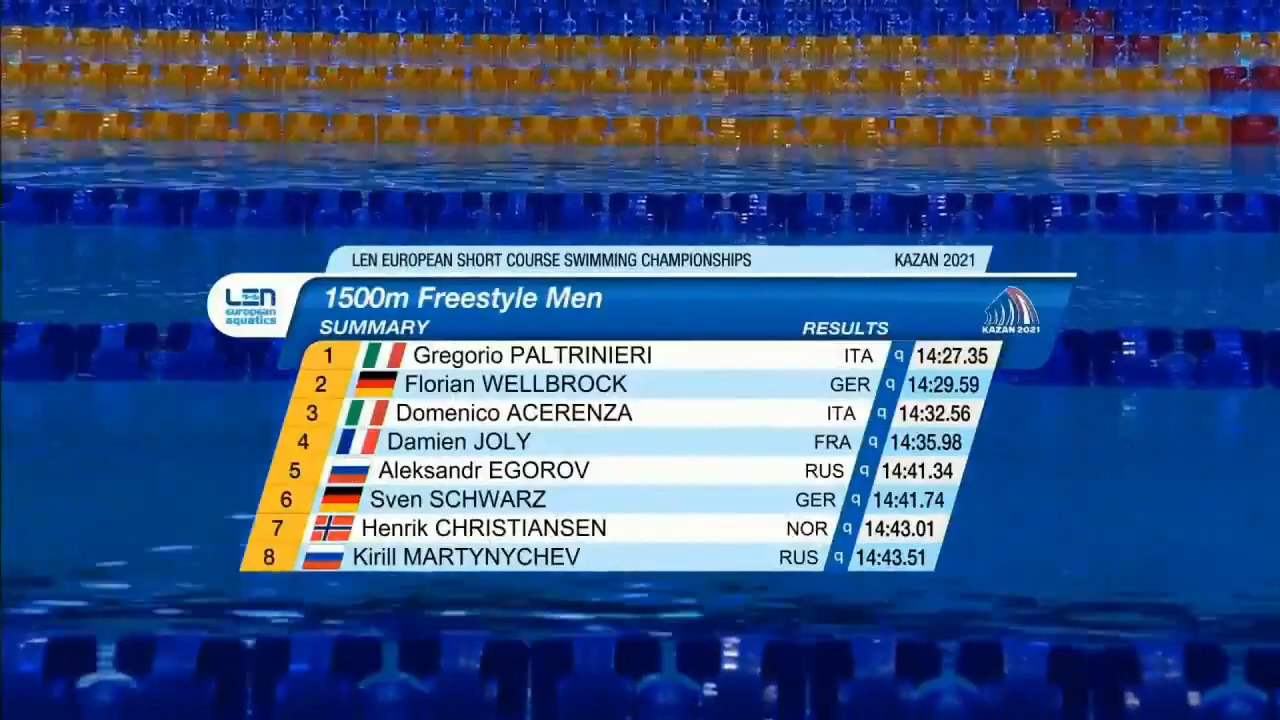 LEN EUROPEAN SHORT COURSE SWIMMING CHAMPIONSHIPS KAZAN 2021
LEN
european
aquatics
1500m Freestyle Men
SUMMARY RESULTS
KAZAN 2021
1 Gregorio PALTRINIERI ITA q 14:27.35
2 Florian WELLBROCK GER q 14:29.59
3 Domenico ACERENZA ITA q 14:32.56
4 Damien JOLY FRA q 14:35.98
5 Aleksandr EGOROV RUS q 14:41.34
6 Sven SCHWARZ GER q 14:41.74
7 Henrik CHRISTIANSEN NOR q 14:43.01
8 Kirill MARTYNYCHEV RUS q 14:43.51